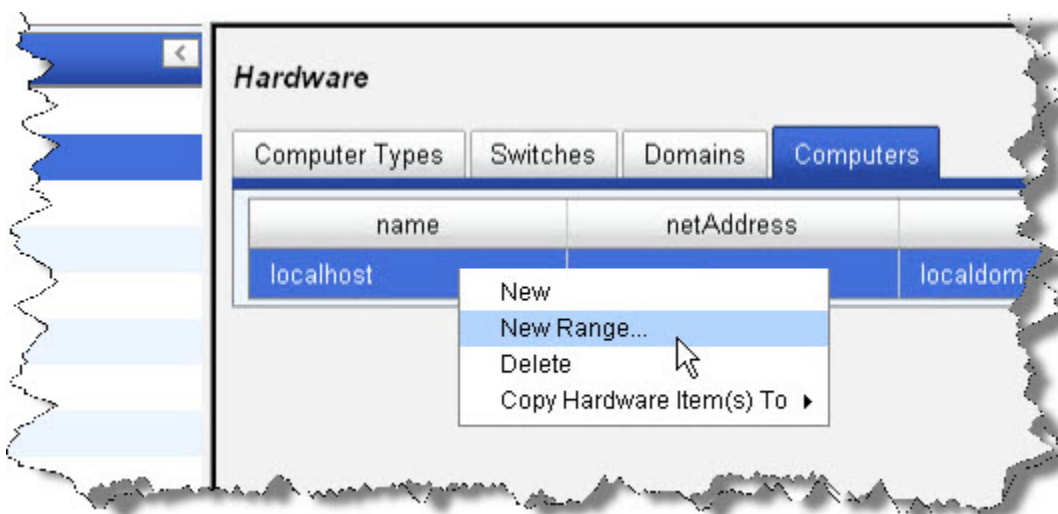 Hardware
Computer Types Switches Domains Computers
name netAddress
localhost
New
New Range...
Delete
Copy Hardware Item(s) To